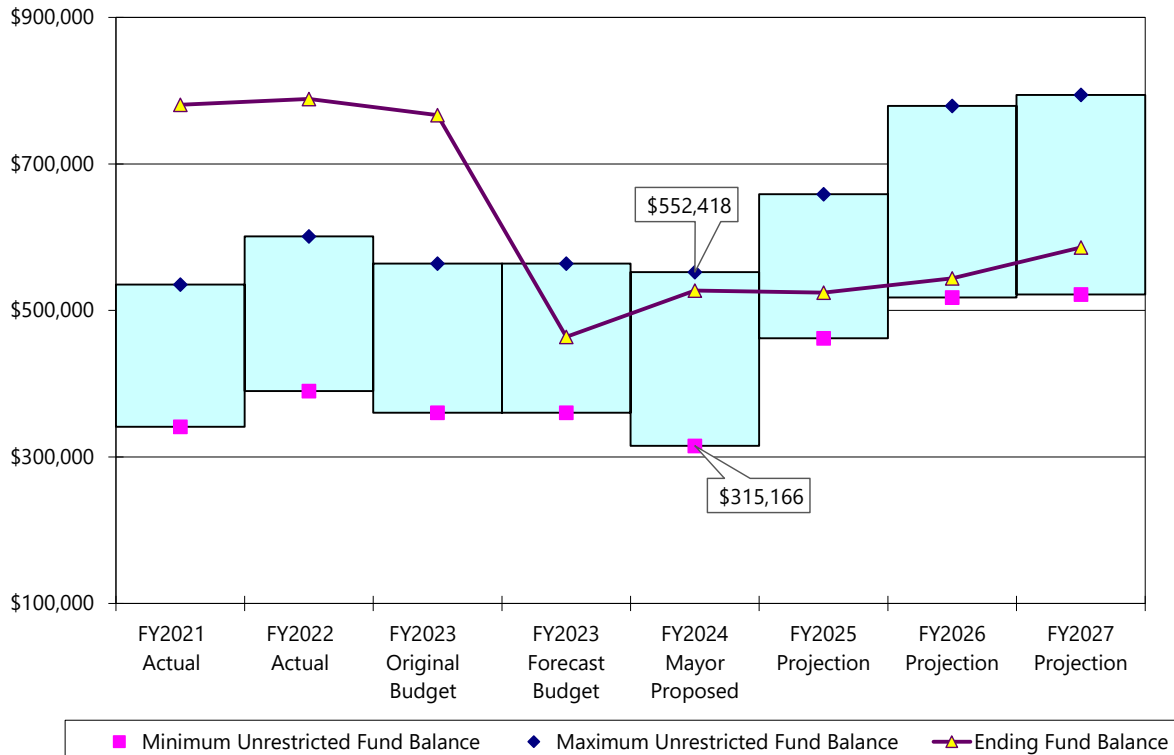 $900,000
$700,000
$552,418
$500,000
$315,166
$300,000
$100,000
FY2021 Actual
FY2022 Actual
FY2023 Original Budget
FY2023 Forecast Budget
FY2024 Mayor Proposed
FY2025 Projection
FY2026 Projection
FY2027 Projection
Minimum Unrestricted Fund Balance
Maximum Unrestricted Fund Balance
Ending Fund Balance